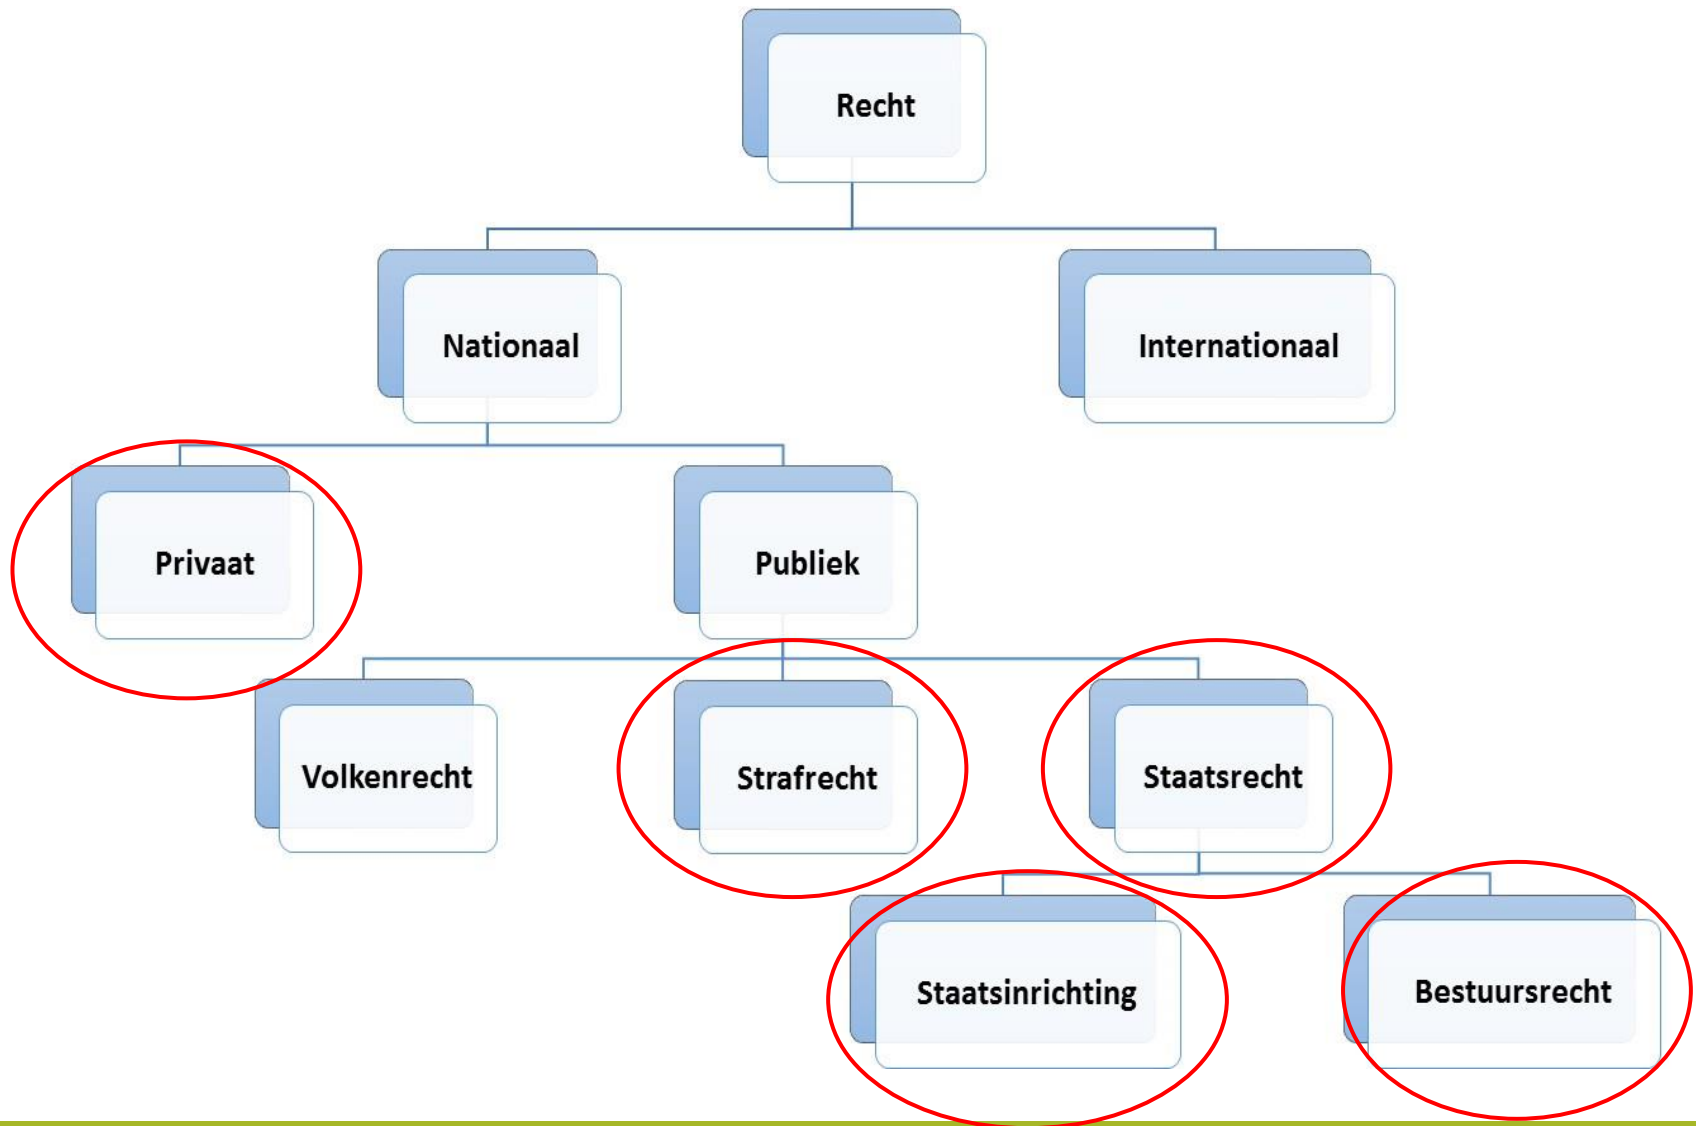 Recht
Nationaal
Internationaal
Privaat
Publiek
Volkenrecht
Strafrecht
Staatsrecht
Staatsinrichting
Bestuursrecht